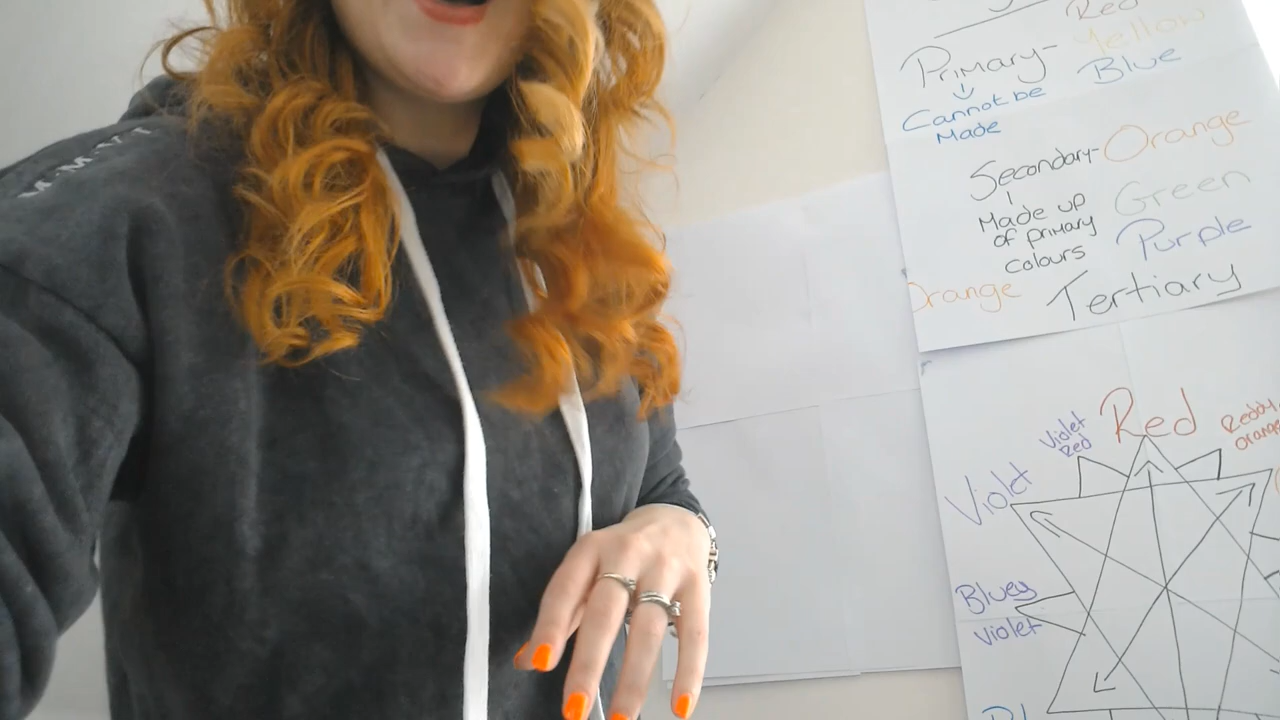 Red
Primary- Yellow
Blue
Cannot be
Made
Secondary- Orange
Made up
of primary
colours
Green
Purple
Orange Tertiary
Red
Violet
Red
Reddy
Orange
Violet
Bluey
Violet